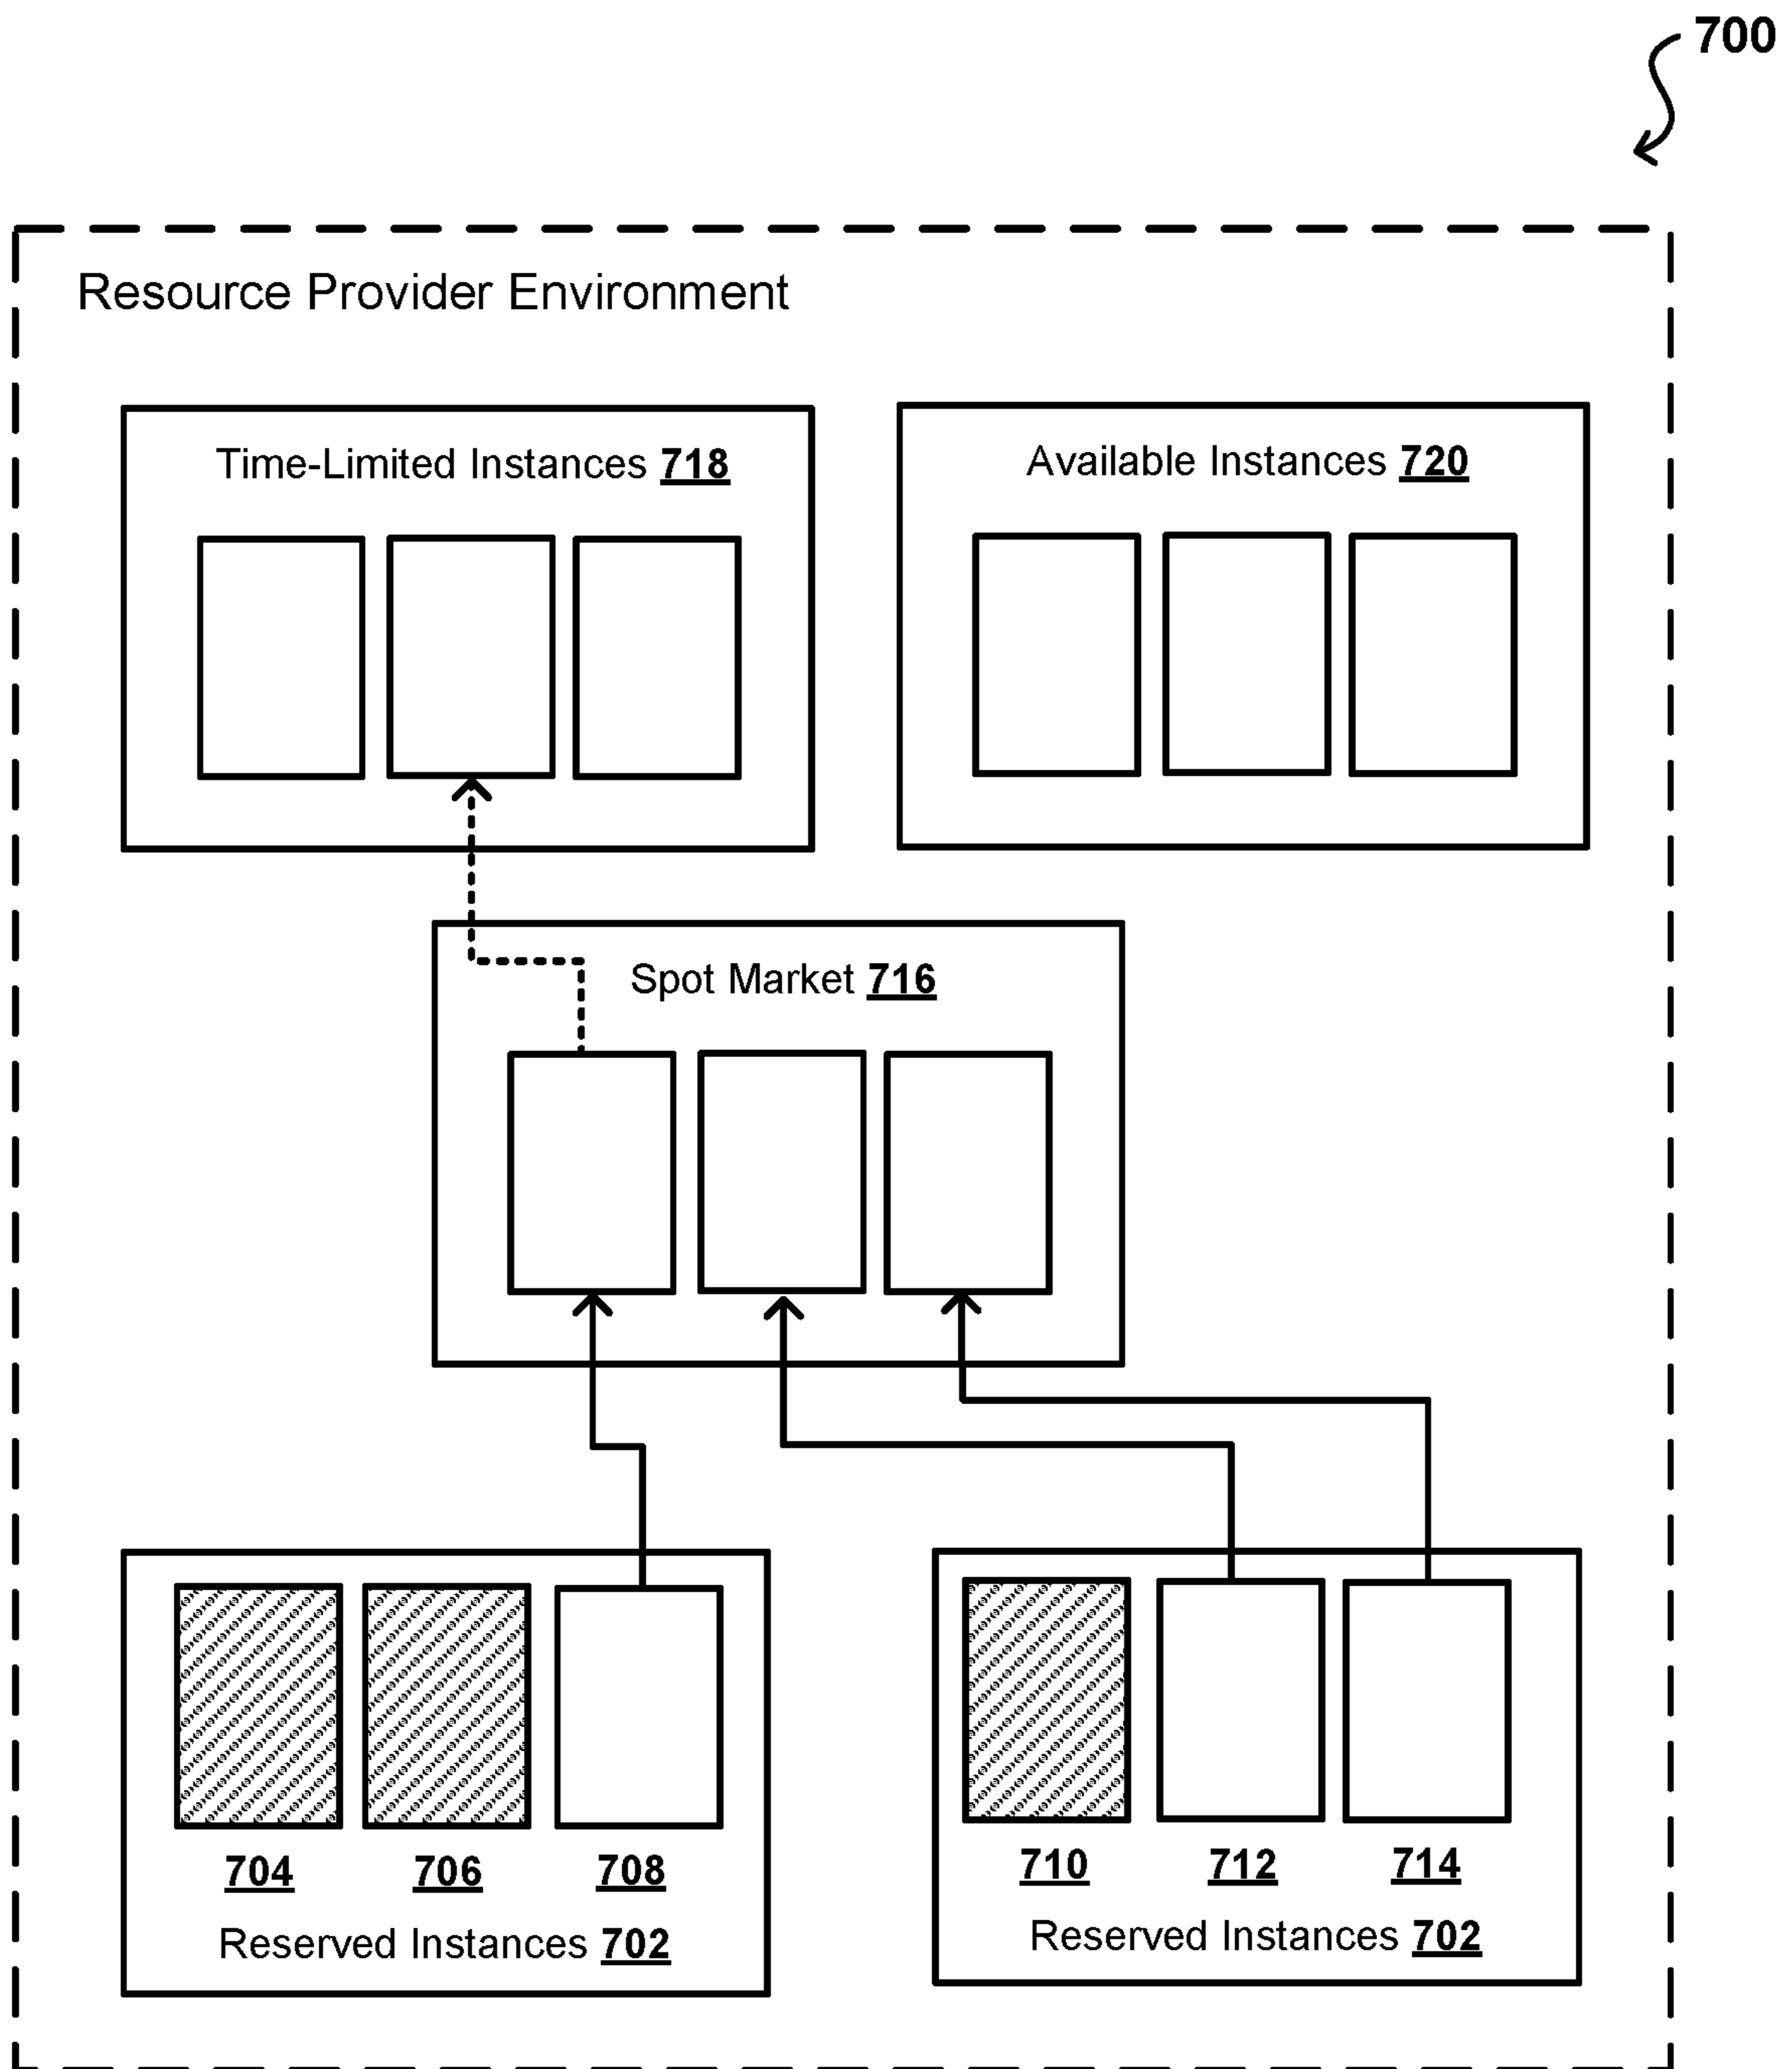 700
Resource Provider Environment
Time-Limited Instances 718
Available Instances 720
Spot Market 716
704 706 708
Reserved Instances 702
710 712 714
Reserved Instances 702